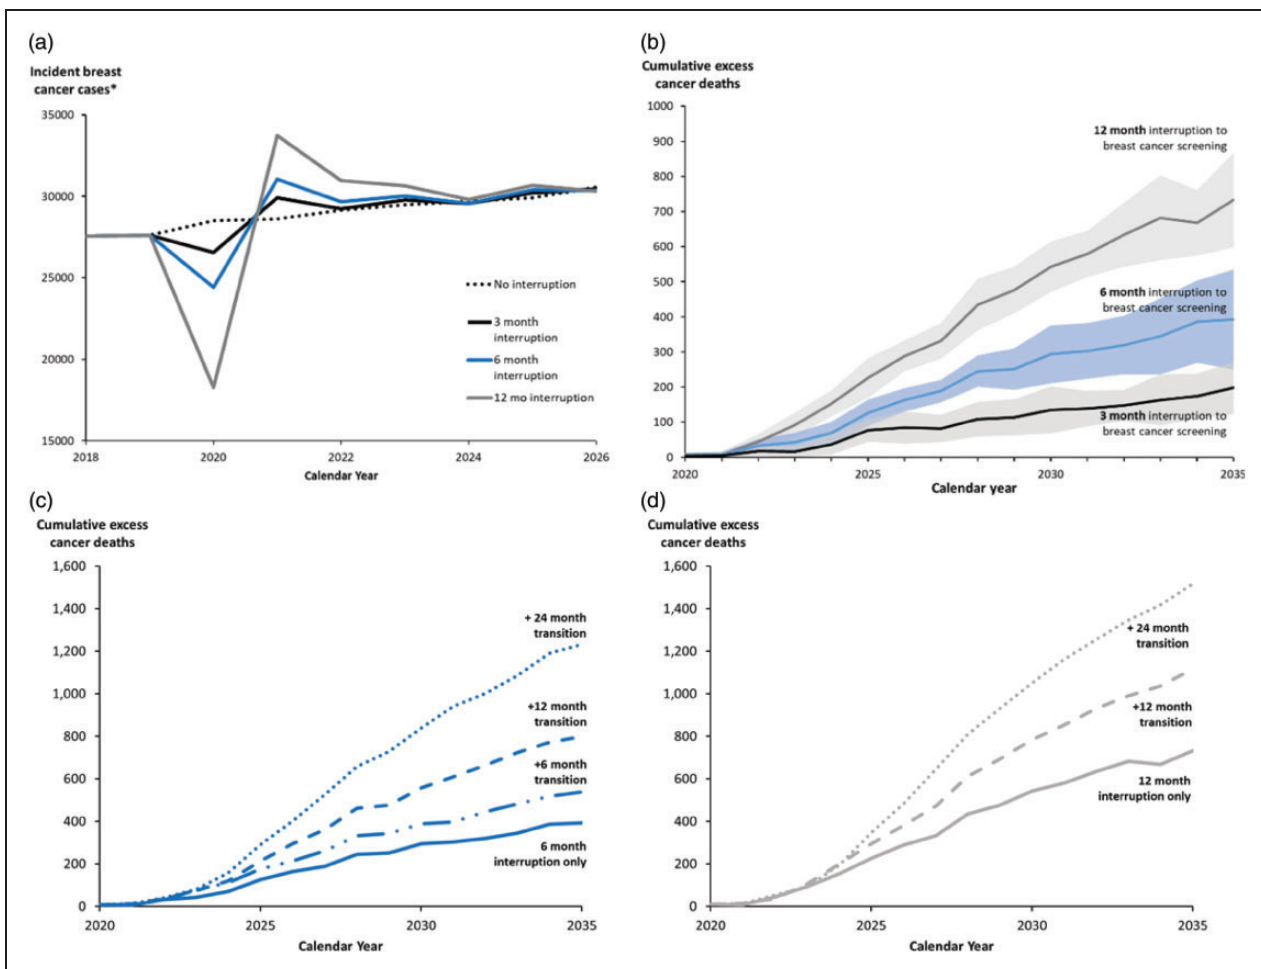 (a)
Incident breast
cancer cases*
35000
30000
25000
20000
15000
No interruption
3 month
interruption
6 month
interruption
12 mo interruption
2018
2020
2022
2024
2026
Calendar Year
(b)
Cumulative excess
cancer deaths
1000
900
800
700
600
500
400
300
200
100
0
12 month interruption to
breast cancer screening
6 month interruption to
breast cancer screening
3 month interruption to
breast cancer screening
2020
2025
2030
2035
Calendar year
(c)
Cumulative excess
cancer deaths
1,600
1,400
1,200
1,000
800
600
400
200
0
+ 24 month
transition
+12 month
transition
+6 month
transition
6 month
interruption only
2020
2025
2030
2035
Calendar Year
(d)
Cumulative excess
cancer deaths
1,600
1,400
1,200
1,000
800
600
400
200
0
+ 24 month
transition
+12 month
transition
12 month
interruption only
2020
2025
2030
2035
Calendar Year